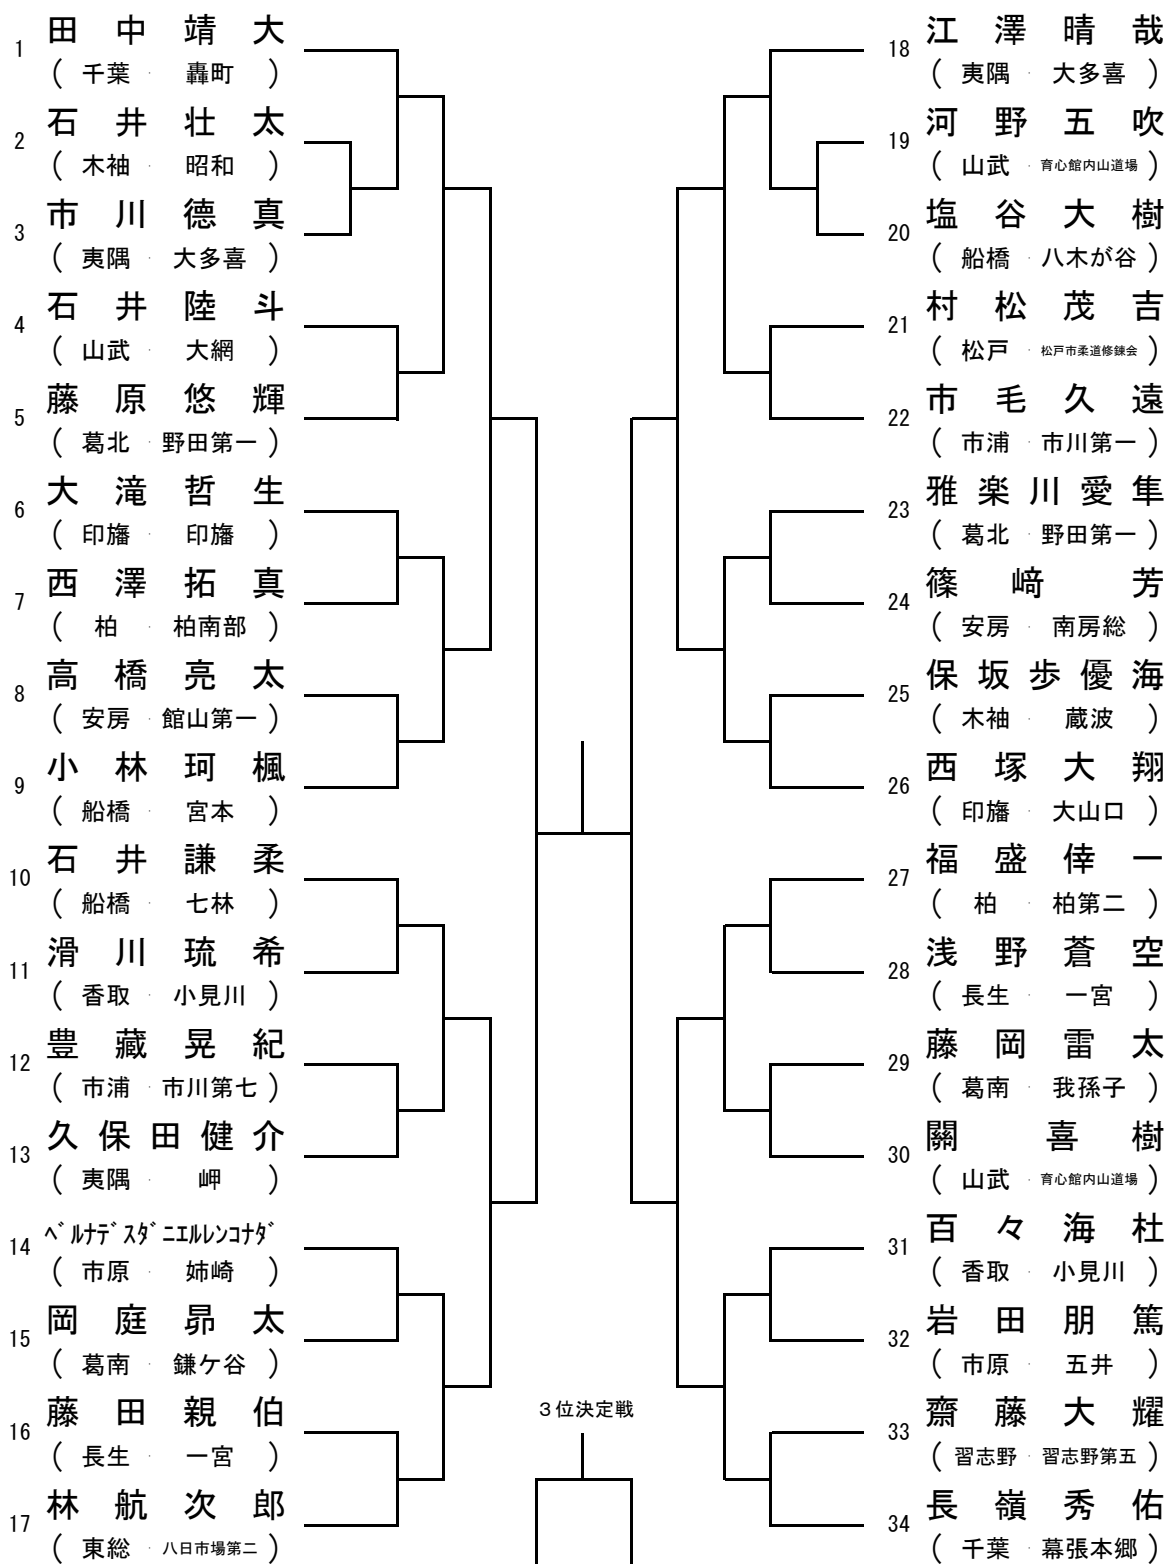 1 田中靖大
(千葉・轟町)
2 石井壮太
(木袖・昭和)
3 市川德真
(夷隅・大多喜)
4 石井陸斗
(山武・大網)
5 藤原悠輝
(葛北・野田第一)
6 大滝哲生
(印旛・印旛)
7 西澤拓真
(柏・柏南部)
8 高橋亮太
(安房・館山第一)
9 小林珂楓
(船橋・宮本)
10 石井謙柔
(船橋・七林)
11 滑川琉希
(香取・小見川)
12 豊藏晃紀
(市浦・市川第七)
13 久保田健介
(夷隅・岬)
14 ﾍﾞﾙﾅﾃﾞｽﾀﾞﾆｴﾙﾚﾝｺﾅﾀﾞ
(市原・姉崎)
15 岡庭昴太
(葛南・鎌ケ谷)
16 藤田親伯
(長生・一宮)
17 林航次郎
(東総・八日市場第二)
3位決定戦
18 江澤晴哉
(夷隅・大多喜)
19 河野五吹
(山武・育心館内山道場)
20 塩谷大樹
(船橋・八木が谷)
21 村松茂吉
(松戸・松戸市柔道修錬会)
22 市毛久遠
(市浦・市川第一)
23 雅楽川愛隼
(葛北・野田第一)
24 篠﨑芳
(安房・南房総)
25 保坂歩優海
(木袖・蔵波)
26 西塚大翔
(印旛・大山口)
27 福盛倖一
(柏・柏第二)
28 浅野蒼空
(長生・一宮)
29 藤岡雷太
(葛南・我孫子)
30 關喜樹
(山武・育心館内山道場)
31 百々海杜
(香取・小見川)
32 岩田朋篤
(市原・五井)
33 齋藤大耀
(習志野・習志野第五)
34 長嶺秀佑
(千葉・幕張本郷)